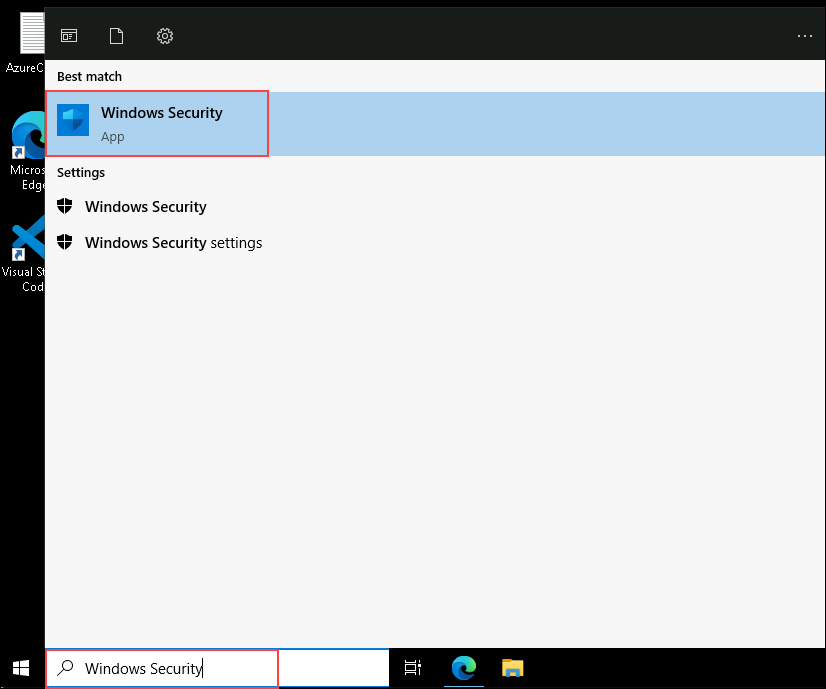 AzureC
Micros
Edge
Visual St
Cod
Best match
Windows Security
App
Settings
Windows Security
Windows Security settings
Windows Security